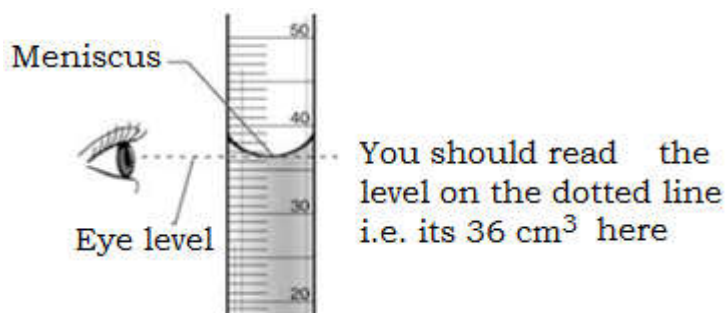 50
Meniscus
40
You should read the
level on the dotted line
30
Eye level
i.e. its 36 cm³ here
20